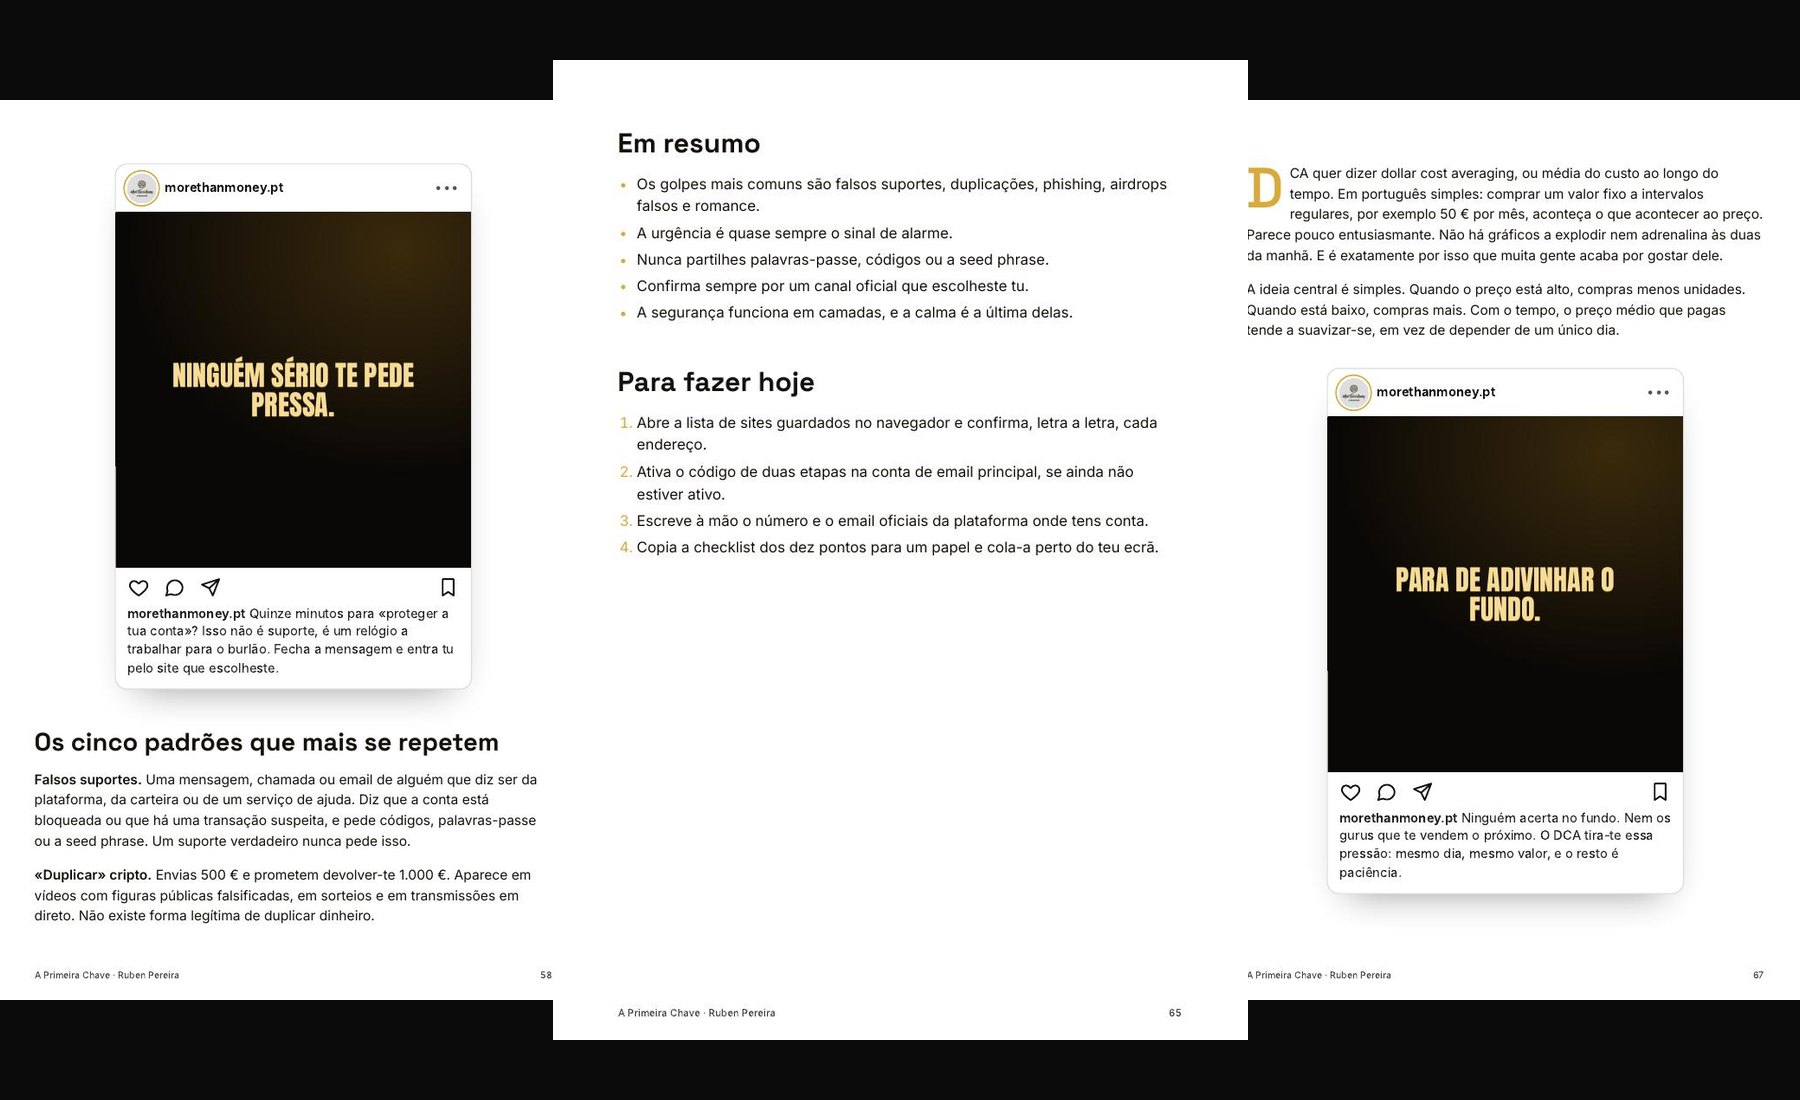 morethanmoney.pt
NINGUÉM SÉRIO TE PEDE
PRESSA.
morethanmoney.pt Quinze minutos para «proteger a
tua conta»? Isso não é suporte, é um relógio a
trabalhar para o burlão. Fecha a mensagem e entra tu
pelo site que escolheste.
Os cinco padrões que mais se repetem
Falsos suportes. Uma mensagem, chamada ou email de alguém que diz ser da
plataforma, da carteira ou de um serviço de ajuda. Diz que a conta está
bloqueada ou que há uma transação suspeita, e pede códigos, palavras-passe
ou a seed phrase. Um suporte verdadeiro nunca pede isso.
«Duplicar» cripto. Envias 500 € e prometem devolver-te 1.000 €. Aparece em
vídeos com figuras públicas falsificadas, em sorteios e em transmissões em
direto. Não existe forma legítima de duplicar dinheiro.
A Primeira Chave · Ruben Pereira
58
Em resumo
• Os golpes mais comuns são falsos suportes, duplicações, phishing, airdrops
falsos e romance.
• A urgência é quase sempre o sinal de alarme.
• Nunca partilhes palavras-passe, códigos ou a seed phrase.
• Confirma sempre por um canal oficial que escolheste tu.
• A segurança funciona em camadas, e a calma é a última delas.
Para fazer hoje
1. Abre a lista de sites guardados no navegador e confirma, letra a letra, cada
endereço.
2. Ativa o código de duas etapas na conta de email principal, se ainda não
estiver ativo.
3. Escreve à mão o número e o email oficiais da plataforma onde tens conta.
4. Copia a checklist dos dez pontos para um papel e cola-a perto do teu ecrã.
A Primeira Chave · Ruben Pereira
65
DCA quer dizer dollar cost averaging, ou média do custo ao longo do
tempo. Em português simples: comprar um valor fixo a intervalos
regulares, por exemplo 50 € por mês, aconteça o que acontecer ao preço.
Parece pouco entusiasmante. Não há gráficos a explodir nem adrenalina às duas
da manhã. E é exatamente por isso que muita gente acaba por gostar dele.
A ideia central é simples. Quando o preço está alto, compras menos unidades.
Quando está baixo, compras mais. Com o tempo, o preço médio que pagas
tende a suavizar-se, em vez de depender de um único dia.
morethanmoney.pt
PARA DE ADIVINHAR O
FUNDO.
morethanmoney.pt Ninguém acerta no fundo. Nem os
gurus que te vendem o próximo. O DCA tira-te essa
pressão: mesmo dia, mesmo valor, e o resto é
paciência.
A Primeira Chave · Ruben Pereira
67